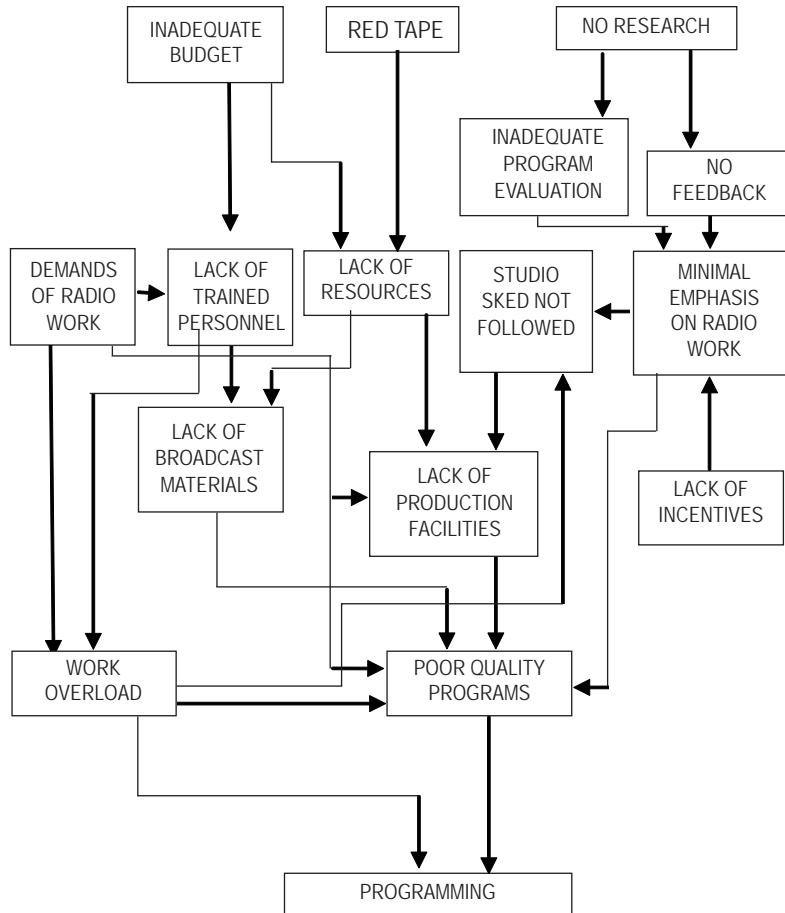 INADEQUATE
BUDGET
RED TAPE
NO RESEARCH
INADEQUATE
PROGRAM
EVALUATION
NO
FEEDBACK
DEMANDS
OF RADIO
WORK
LACK OF
TRAINED
PERSONNEL
LACK OF
RESOURCES
STUDIO
SKED NOT
FOLLOWED
MINIMAL
EMPHASIS
ON RADIO
WORK
LACK OF
BROADCAST
MATERIALS
LACK OF
PRODUCTION
FACILITIES
LACK OF
INCENTIVES
WORK
OVERLOAD
POOR QUALITY
PROGRAMS
PROGRAMMING